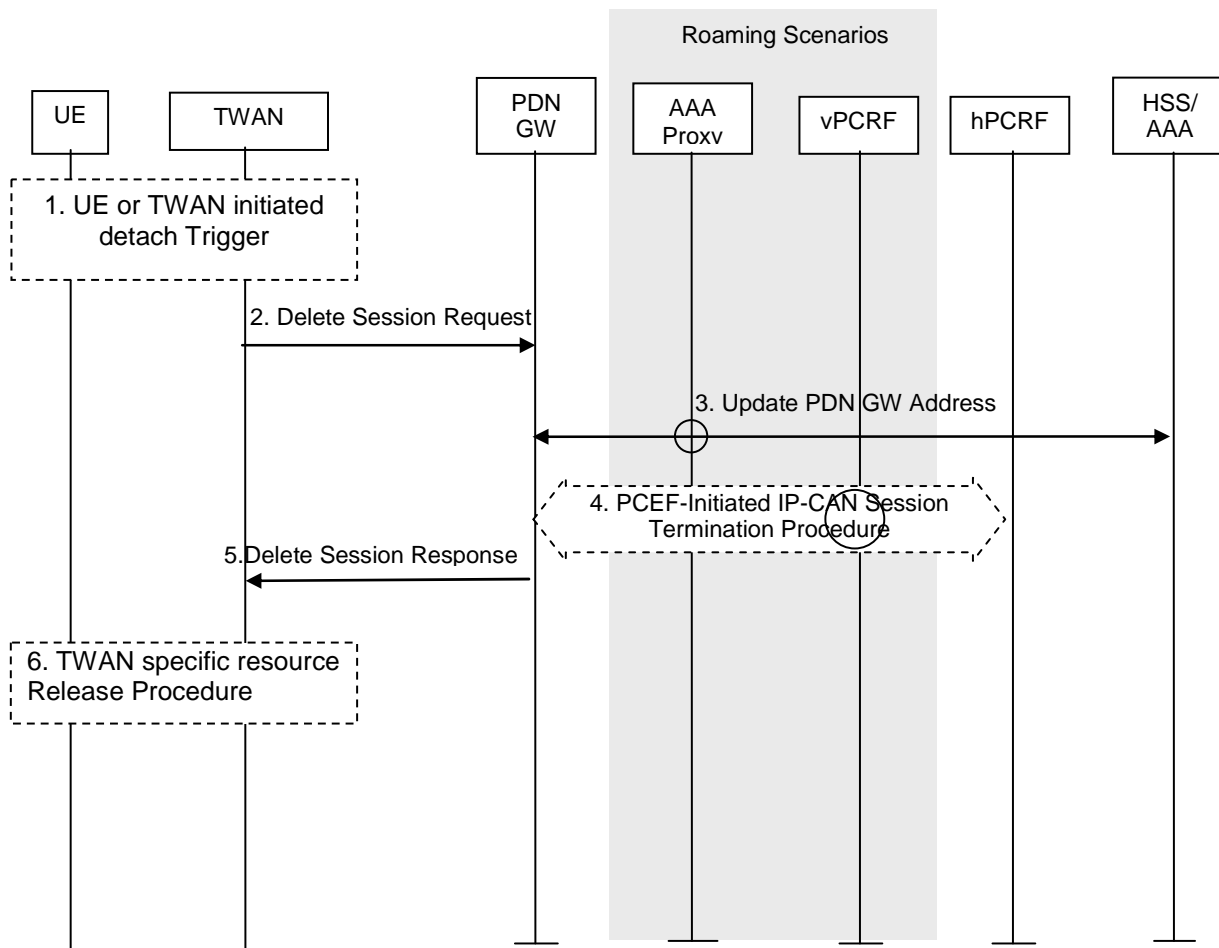 Roaming Scenarios
UE
TWAN
PDN
GW
AAA
Proxv
vPCRF
hPCRF
HSS/
AAA
1. UE or TWAN initiated
detach Trigger
2. Delete Session Request
3. Update PDN GW Address
4. PCEF-Initiated IP-CAN Session
Termination Procedure
5.Delete Session Response
6. TWAN specific resource
Release Procedure